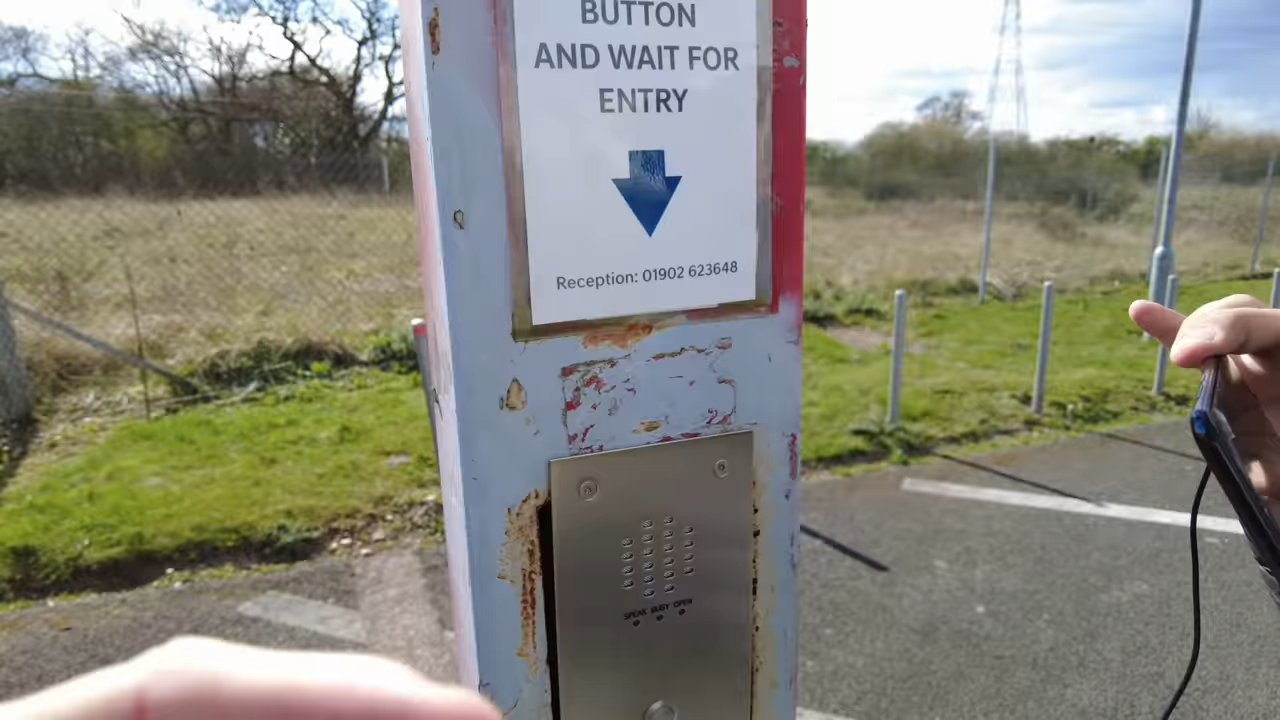 BUTTON
AND WAIT FOR
ENTRY
Reception: 01902 623648
SPEAK BUSY OPEN